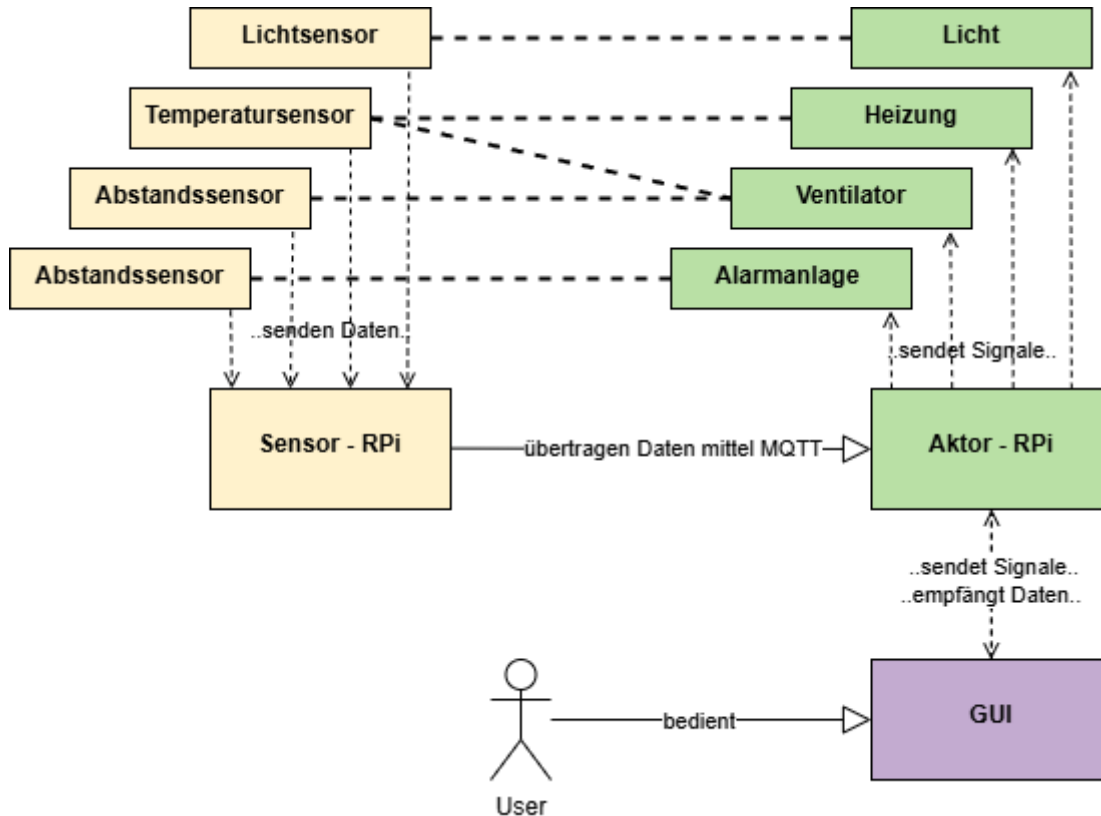 Lichtsensor
Licht
Temperatursensor
Heizung
Abstandssensor
Ventilator
Abstandssensor
Alarmanlage
..senden Daten..
..sendet Signale..
Sensor - RPi
übertragen Daten mittel MQTT
Aktor - RPi
..sendet Signale..
..empfängt Daten..
bedient
GUI
User